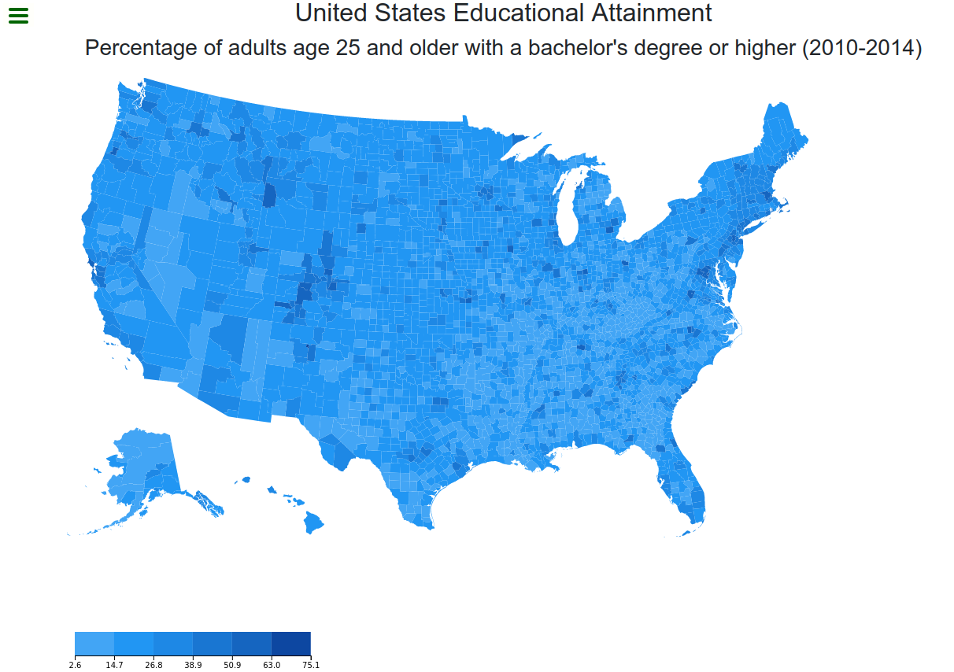 United States Educational Attainment
Percentage of adults age 25 and older with a bachelor's degree or higher (2010-2014)
2.6 14.7 26.8 38.9 50.9 63.0 75.1